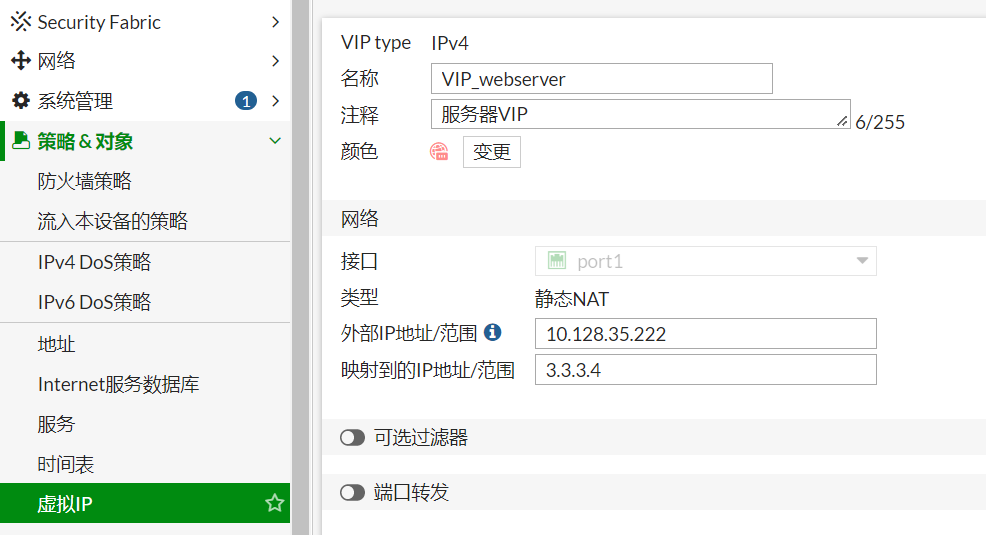 Security Fabric
网络
系统管理 1
策略 & 对象
防火墙策略
流入本设备的策略
IPv4 DoS策略
IPv6 DoS策略
地址
Internet服务数据库
服务
时间表
虚拟IP
VIP type IPv4
名称 VIP_webserver
注释 服务器VIP 6/255
颜色 变更
网络
接口 port1
类型 静态NAT
外部IP地址/范围 10.128.35.222
映射到的IP地址/范围 3.3.3.4
可选过滤器
端口转发